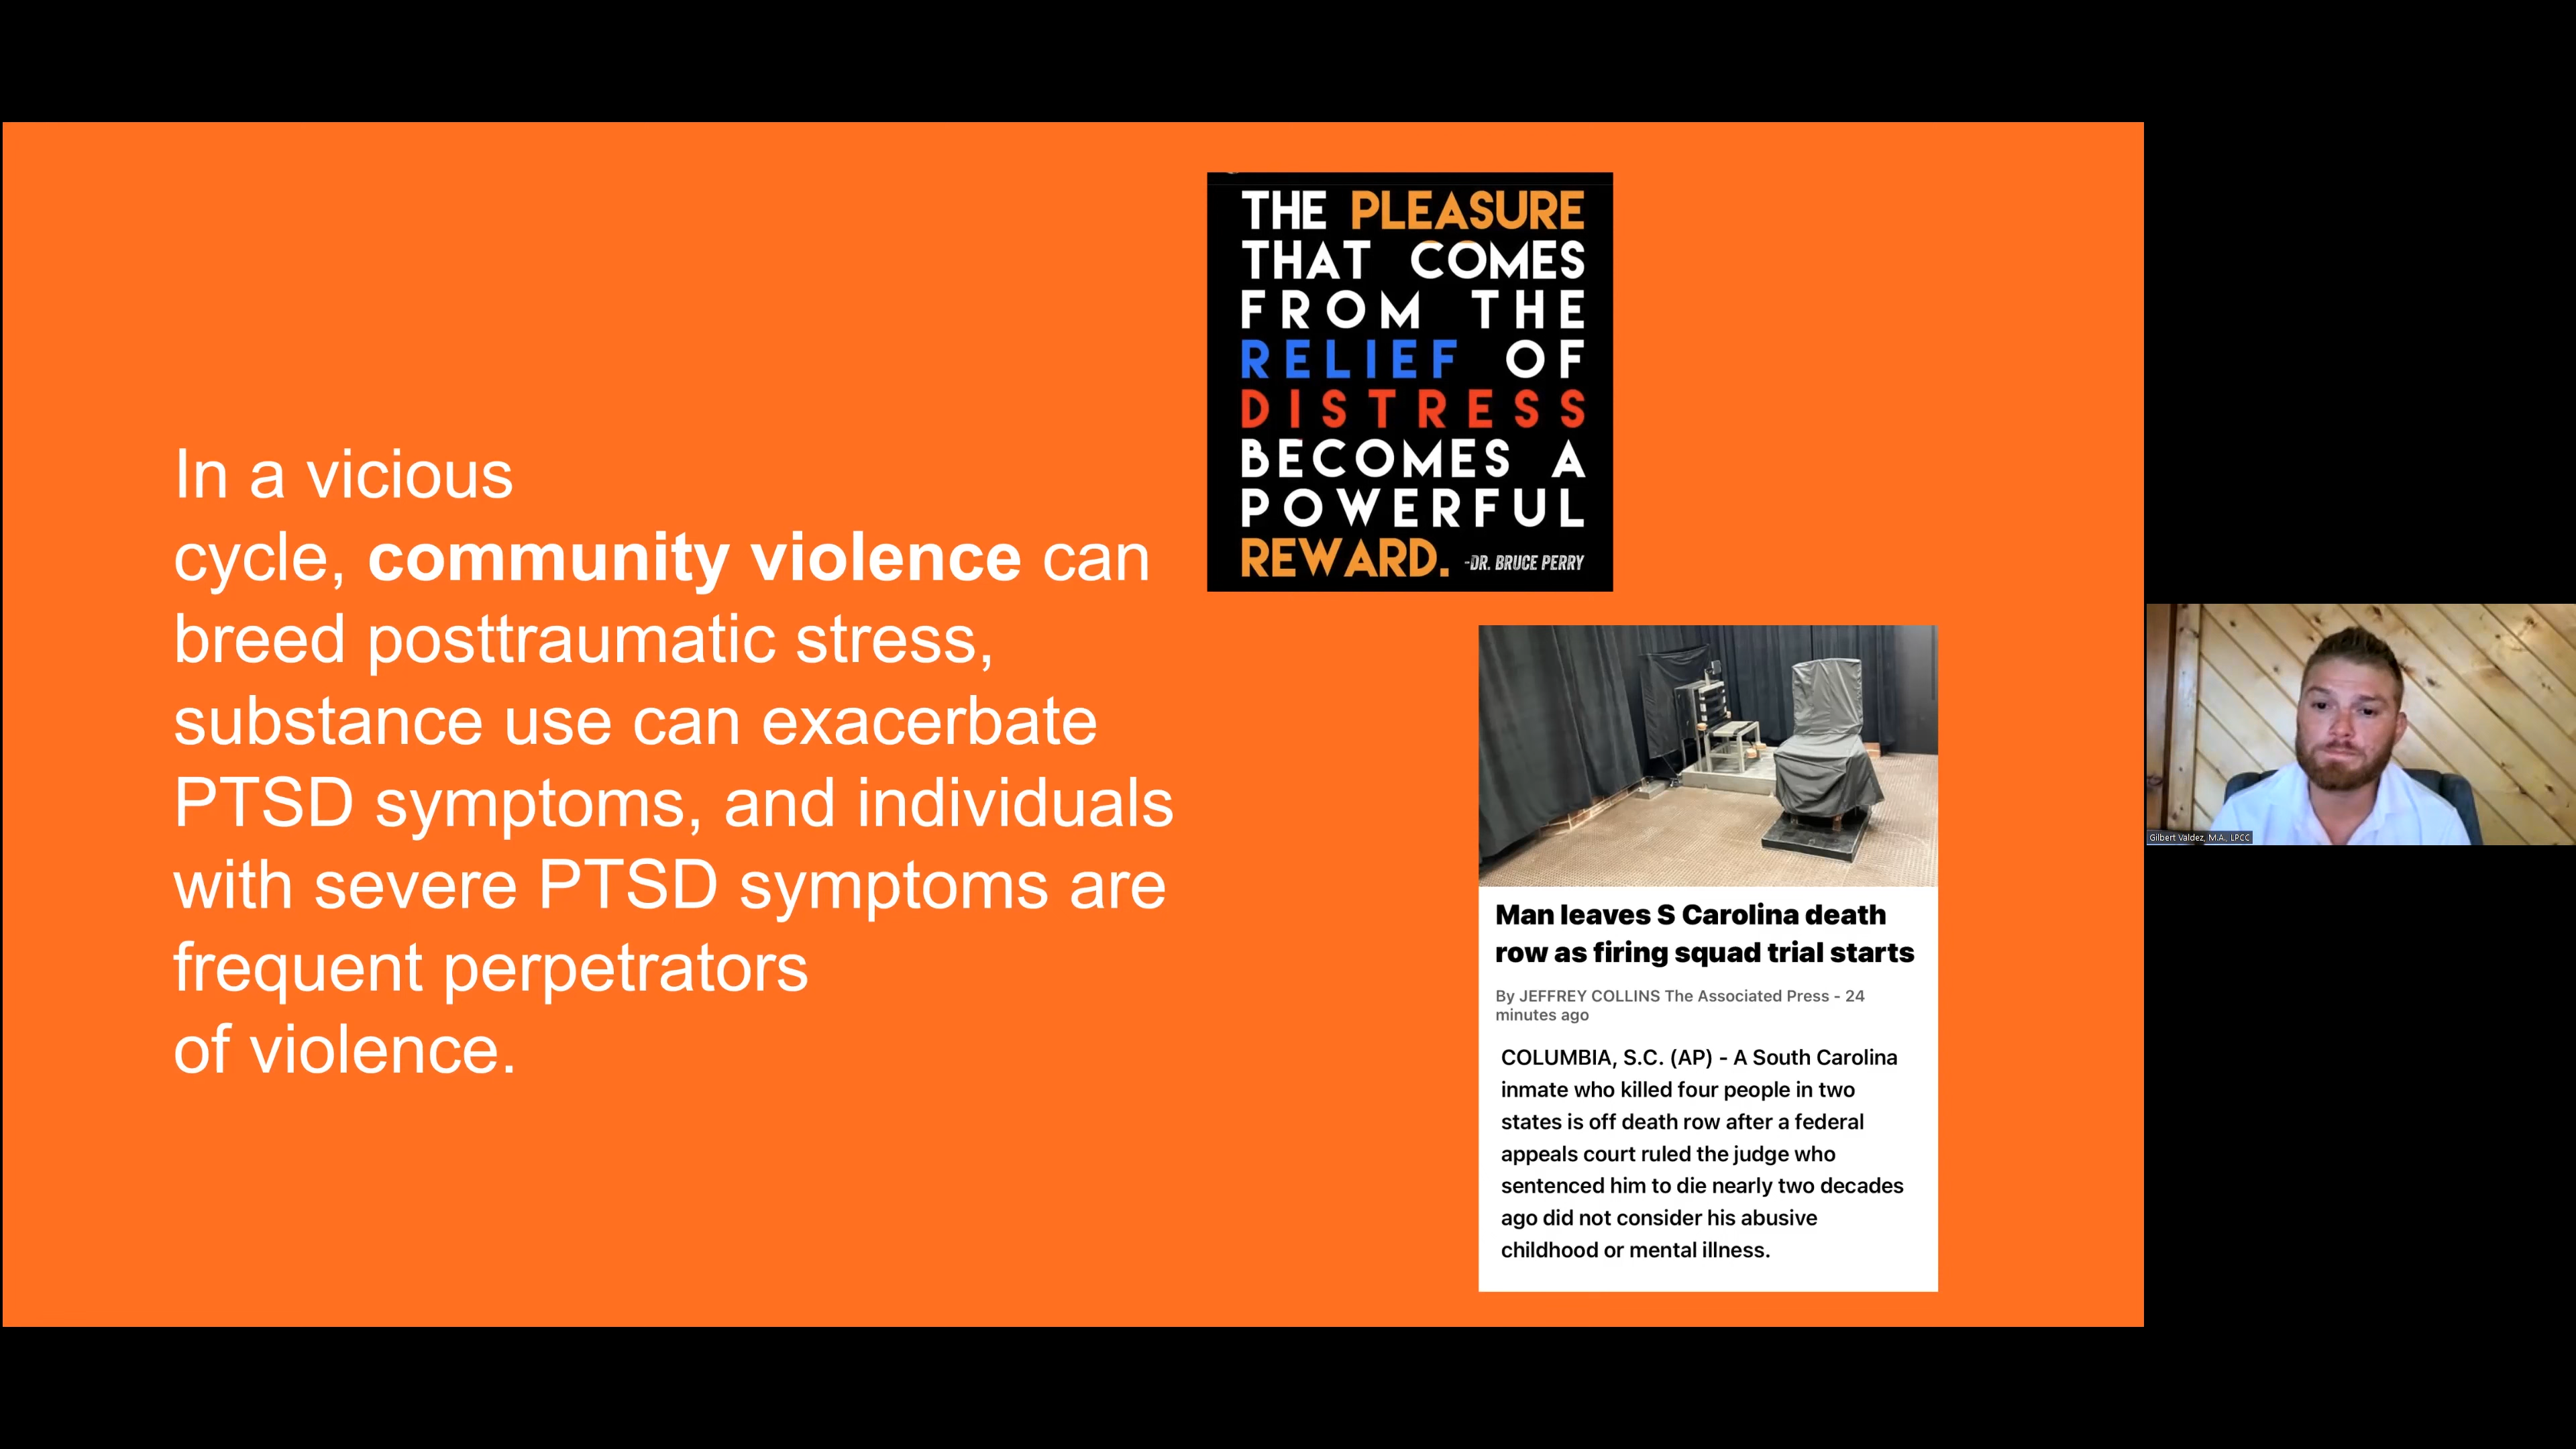 In a vicious
cycle, community violence can
breed posttraumatic stress,
substance use can exacerbate
PTSD symptoms, and individuals
with severe PTSD symptoms are
frequent perpetrators
of violence.
THE PLEASURE
THAT COMES
FROM THE
RELIEF OF
DISTRESS
BECOMES A
POWERFUL
REWARD. -DR. BRUCE PERRY
Man leaves S Carolina death
row as firing squad trial starts
By JEFFREY COLLINS The Associated Press - 24
minutes ago
COLUMBIA, S.C. (AP) - A South Carolina
inmate who killed four people in two
states is off death row after a federal
appeals court ruled the judge who
sentenced him to die nearly two decades
ago did not consider his abusive
childhood or mental illness.
Gilbert Valdez, M.A., LPCC